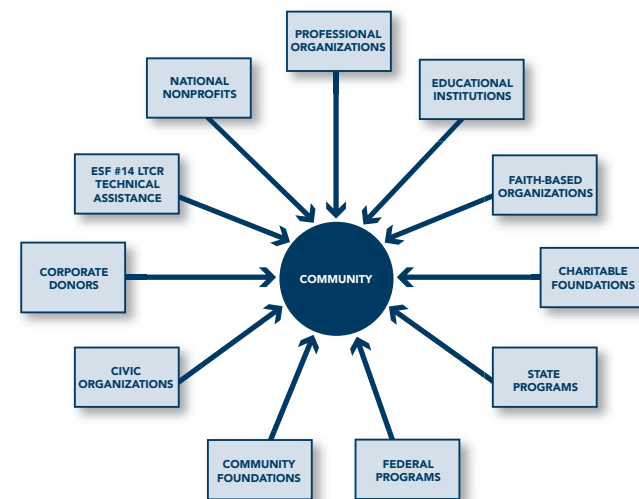 PROFESSIONAL
ORGANIZATIONS
NATIONAL
NONPROFITS
EDUCATIONAL
INSTITUTIONS
ESF #14 LTCR
TECHNICAL
ASSISTANCE
FAITH-BASED
ORGANIZATIONS
CORPORATE
DONORS
COMMUNITY
CHARITABLE
FOUNDATIONS
CIVIC
ORGANIZATIONS
STATE
PROGRAMS
COMMUNITY
FOUNDATIONS
FEDERAL
PROGRAMS